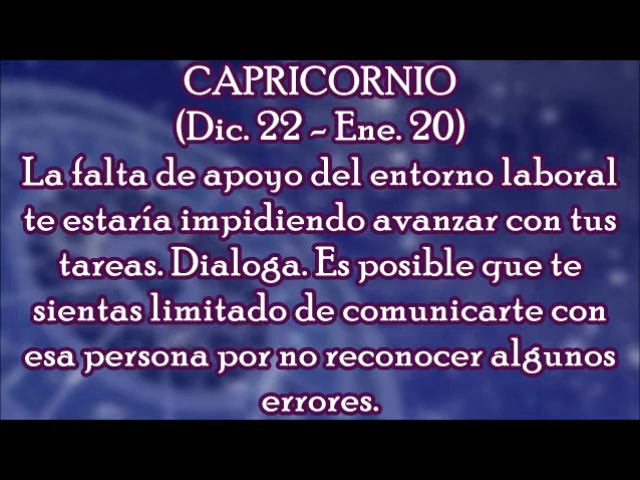 CAPRICORNIO
(Dic. 22 - Ene. 20)
La falta de apoyo del entorno laboral
te estaría impidiendo avanzar con tus
tareas. Dialoga. Es posible que te
sientas limitado de comunicarte con
esa persona por no reconocer algunos
errores.